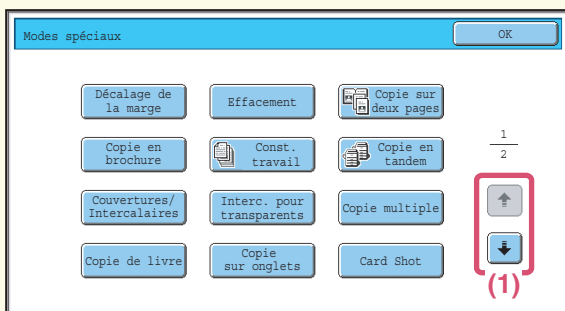 Modes spéciaux
OK
Décalage de
la marge
Effacement
Copie sur
deux pages
Copie en
brochure
Const.
travail
Copie en
tandem
1
2
Couvertures/
Intercalaires
Interc. pour
transparents
Copie multiple
Copie de livre
Copie
sur onglets
Card Shot
(1)